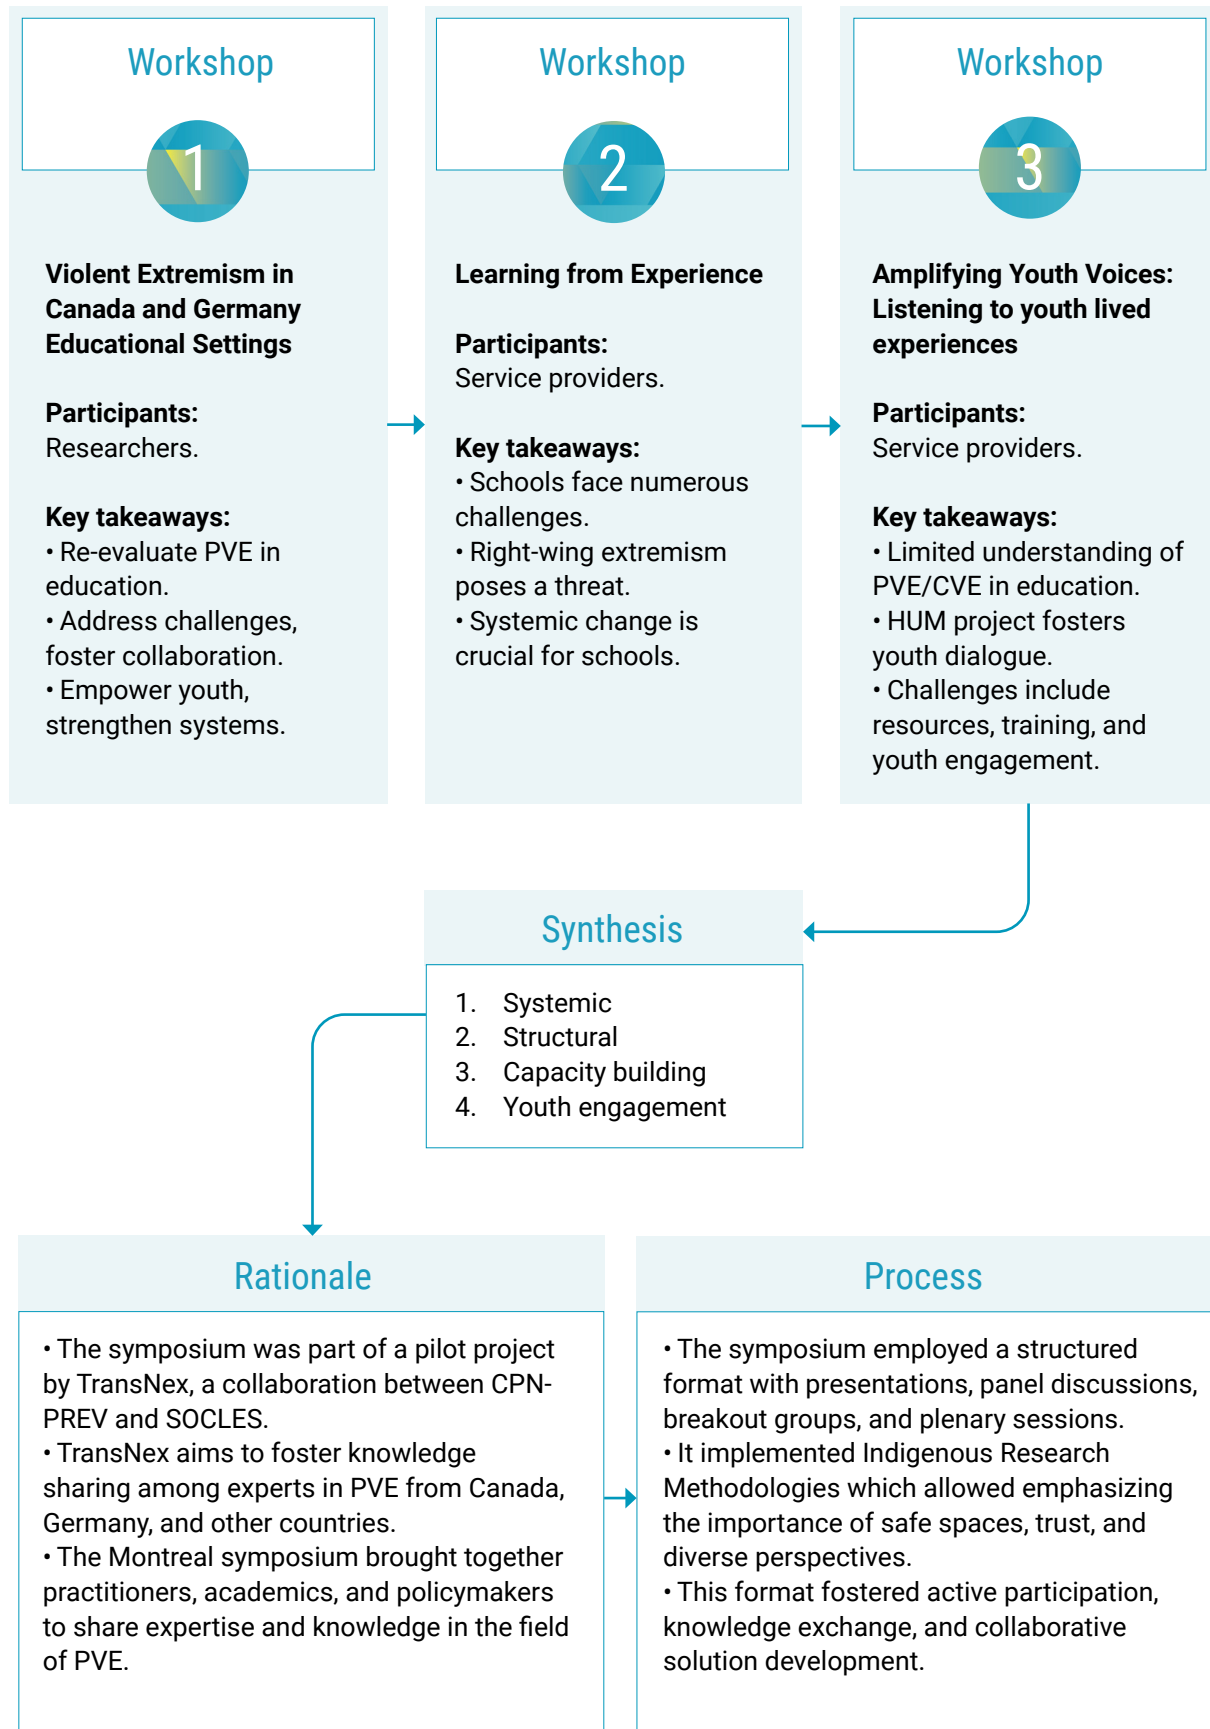 Workshop
1
Violent Extremism in
Canada and Germany
Educational Settings
Participants:
Researchers.
Key takeaways:
• Re-evaluate PVE in
education.
• Address challenges,
foster collaboration.
• Empower youth,
strengthen systems.
Workshop
2
Learning from Experience
Participants:
Service providers.
Key takeaways:
• Schools face numerous
challenges.
• Right-wing extremism
poses a threat.
• Systemic change is
crucial for schools.
Workshop
3
Amplifying Youth Voices:
Listening to youth lived
experiences
Participants:
Service providers.
Key takeaways:
• Limited understanding of
PVE/CVE in education.
• HUM project fosters
youth dialogue.
• Challenges include
resources, training, and
youth engagement.
Synthesis
1. Systemic
2. Structural
3. Capacity building
4. Youth engagement
Rationale
• The symposium was part of a pilot project
by TransNex, a collaboration between CPN-
PREV and SOCLES.
• TransNex aims to foster knowledge
sharing among experts in PVE from Canada,
Germany, and other countries.
• The Montreal symposium brought together
practitioners, academics, and policymakers
to share expertise and knowledge in the field
of PVE.
Process
• The symposium employed a structured
format with presentations, panel discussions,
breakout groups, and plenary sessions.
• It implemented Indigenous Research
Methodologies which allowed emphasizing
the importance of safe spaces, trust, and
diverse perspectives.
• This format fostered active participation,
knowledge exchange, and collaborative
solution development.